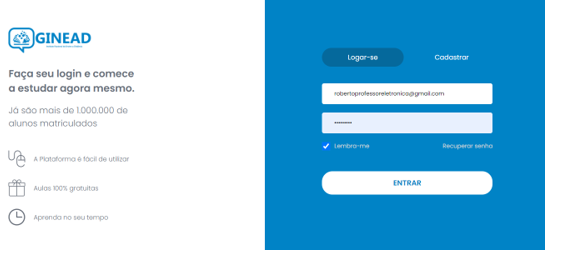 GINEAD
Faça seu login e comece
a estudar agora mesmo.
Já são mais de 1.000.000 de
alunos matriculados
A Plataforma é fácil de utilizar
Aulas 100% gratuitas
Aprenda no seu tempo
Logar-se
Cadastrar
robertoprofessoreletronica@gmail.com
••••••••
Lembra-me
Recuperar senha
ENTRAR